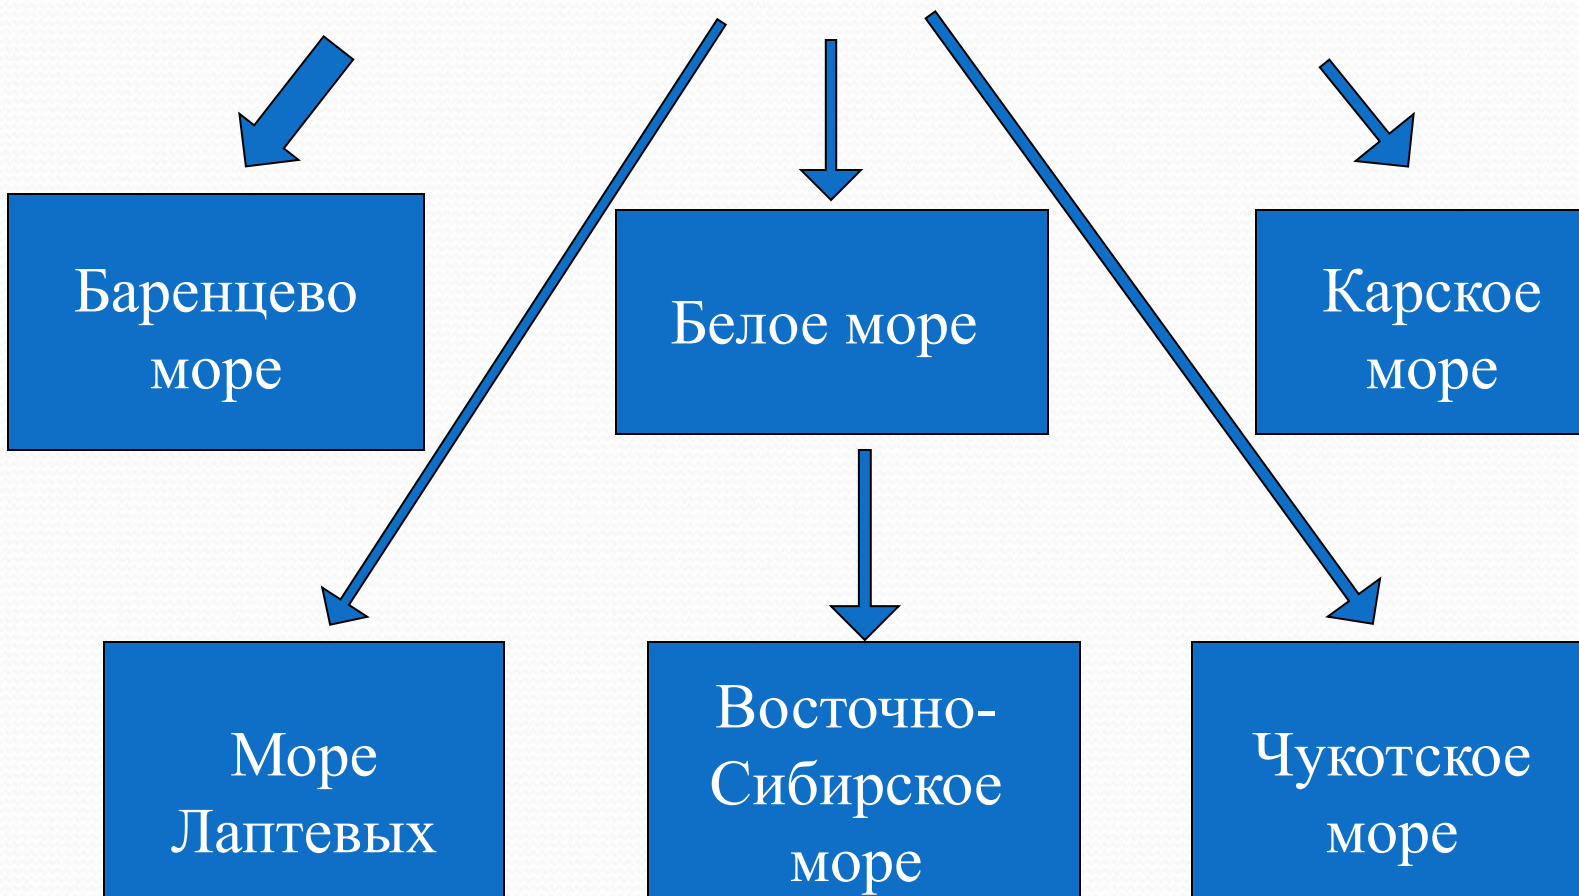 Баренцево
море
Белое море
Карское
море
Море
Лаптевых
Восточно-
Сибирское
море
Чукотское
море